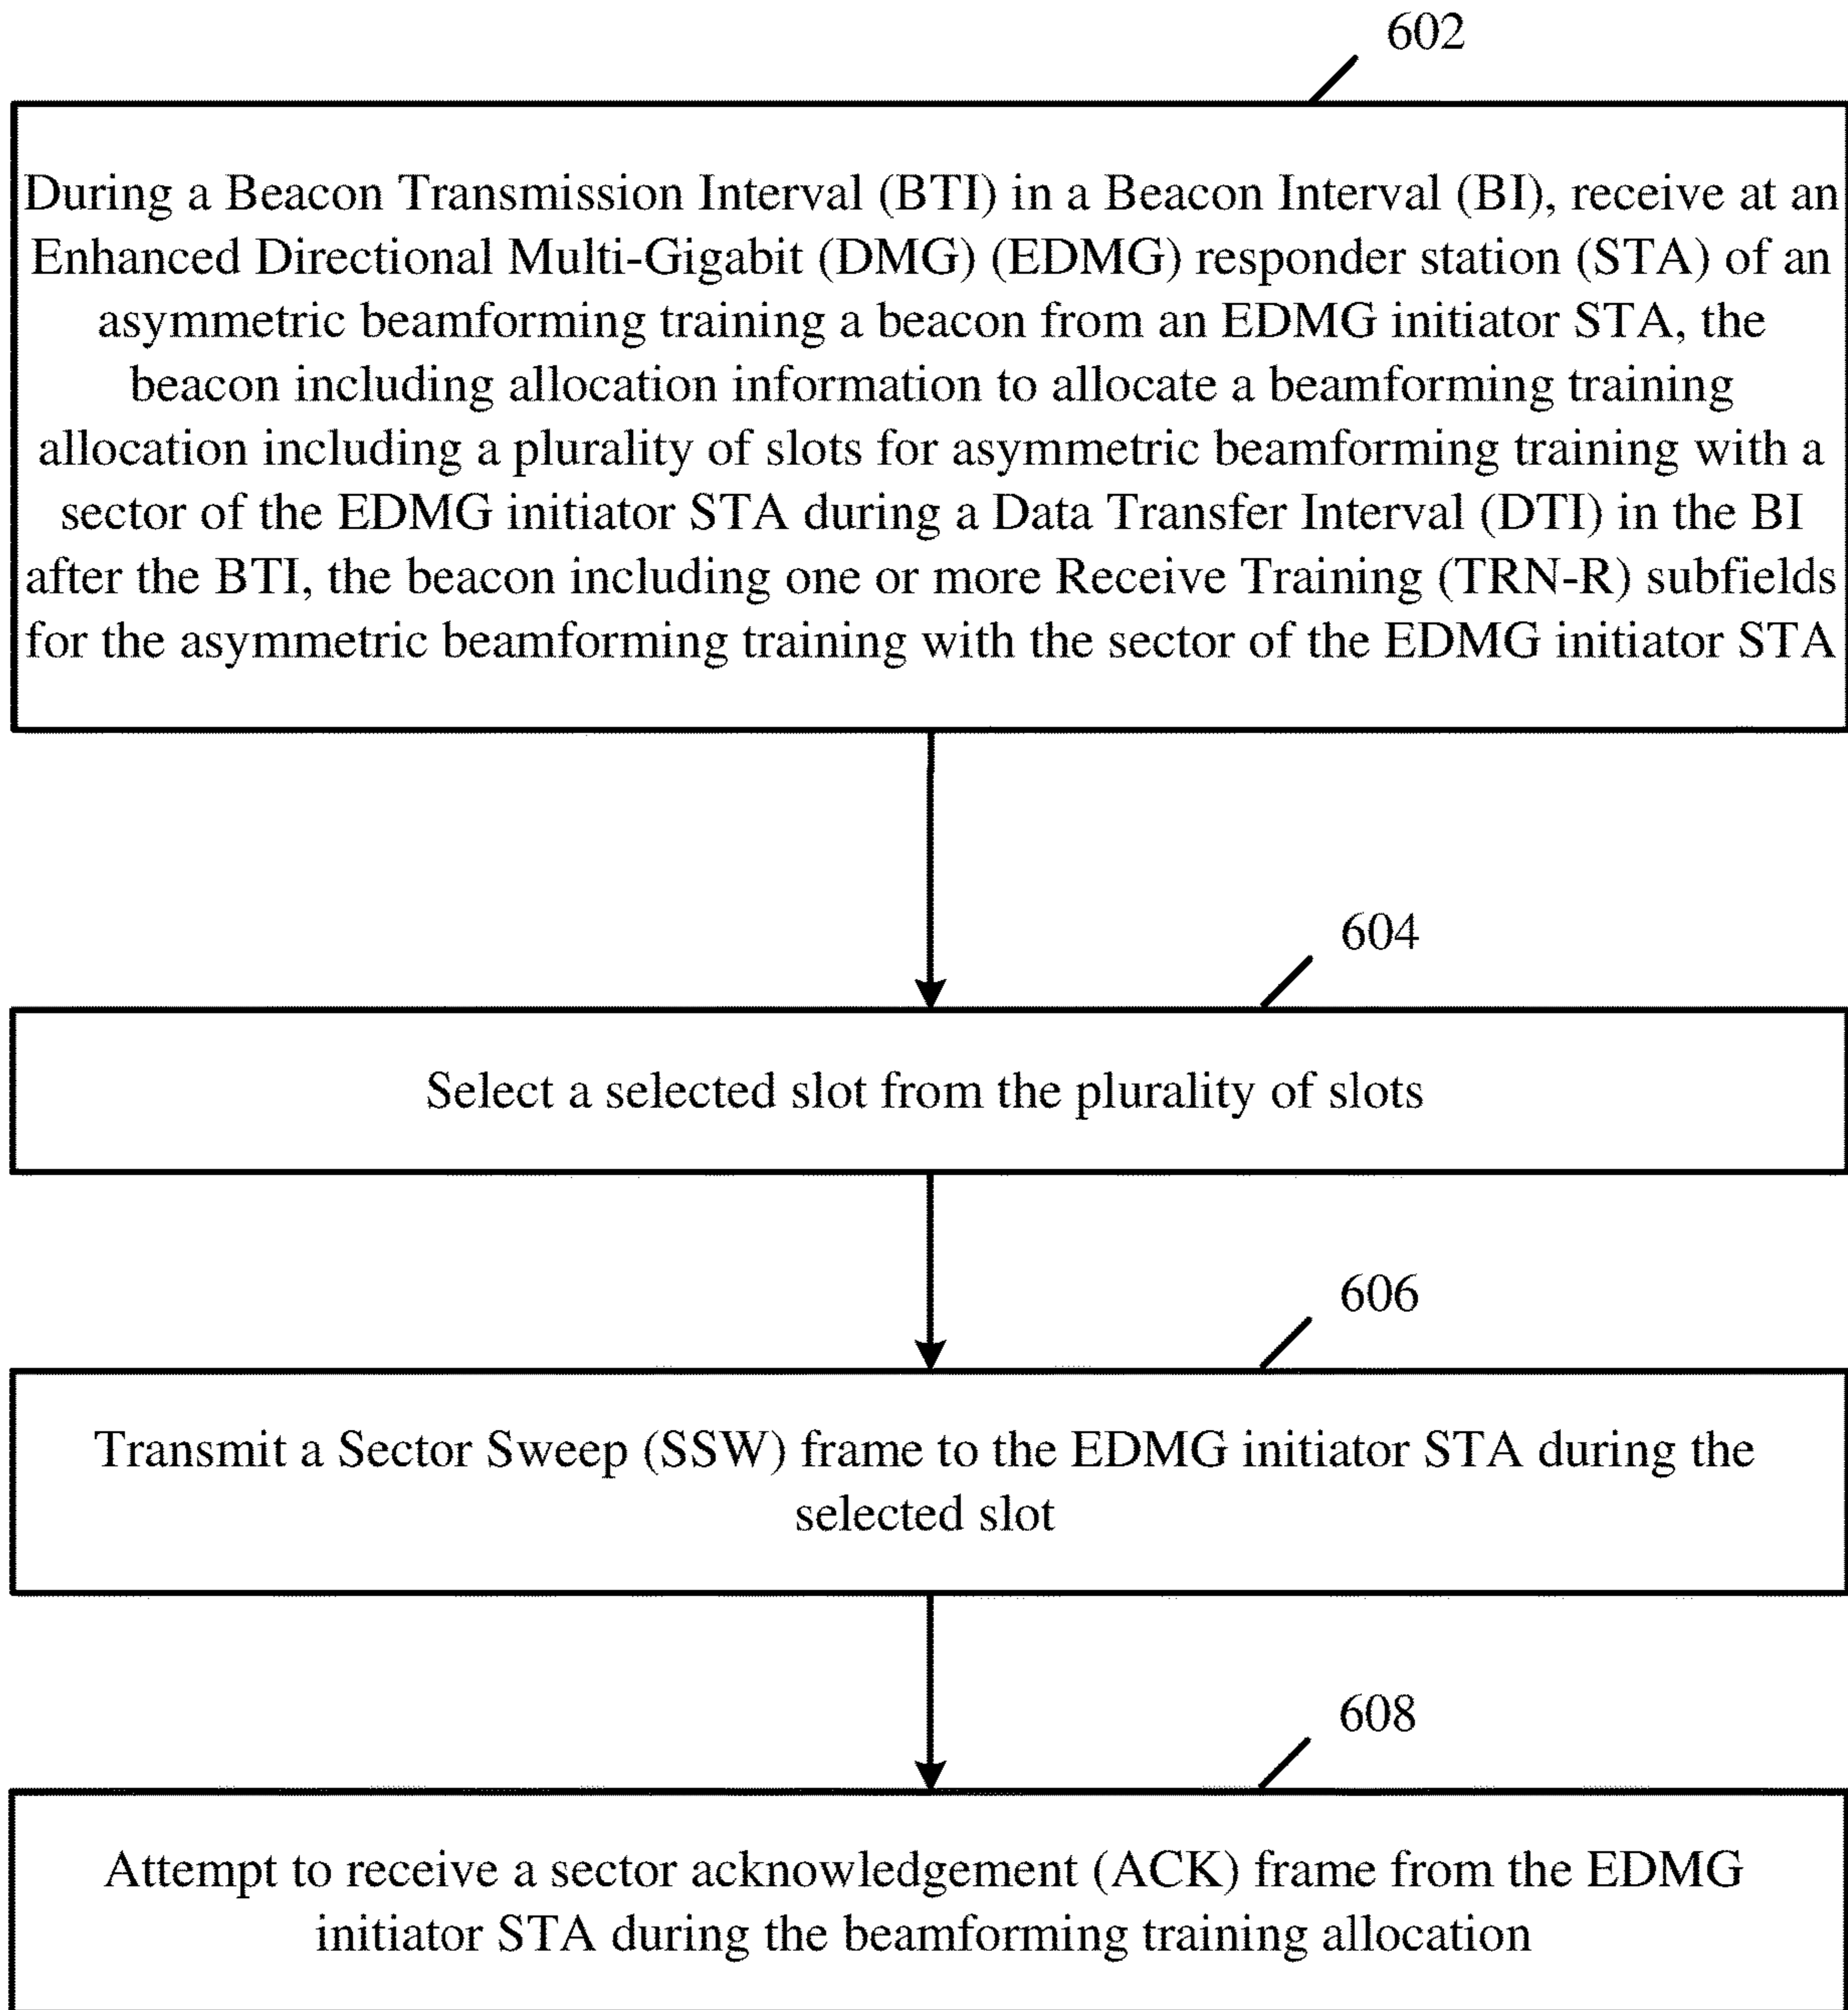 602
During a Beacon Transmission Interval (BTI) in a Beacon Interval (BI), receive at an
Enhanced Directional Multi-Gigabit (DMG) (EDMG) responder station (STA) of an
asymmetric beamforming training a beacon from an EDMG initiator STA, the
beacon including allocation information to allocate a beamforming training
allocation including a plurality of slots for asymmetric beamforming training with a
sector of the EDMG initiator STA during a Data Transfer Interval (DTI) in the BI
after the BTI, the beacon including one or more Receive Training (TRN-R) subfields
for the asymmetric beamforming training with the sector of the EDMG initiator STA
604
Select a selected slot from the plurality of slots
606
Transmit a Sector Sweep (SSW) frame to the EDMG initiator STA during the
selected slot
608
Attempt to receive a sector acknowledgement (ACK) frame from the EDMG
initiator STA during the beamforming training allocation